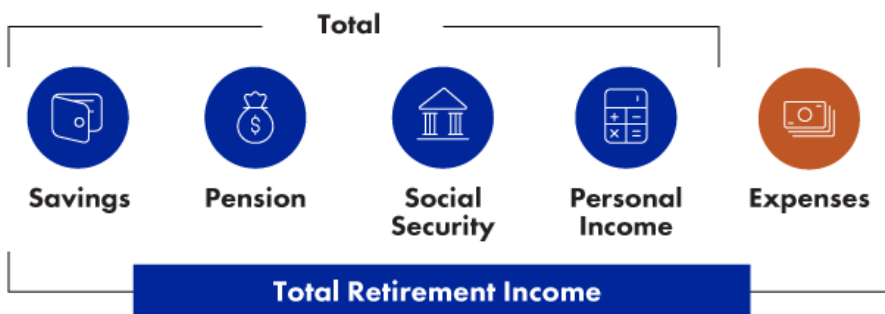 Total
$
Savings
Pension
Social
Security
Personal
Income
Expenses
Total Retirement Income